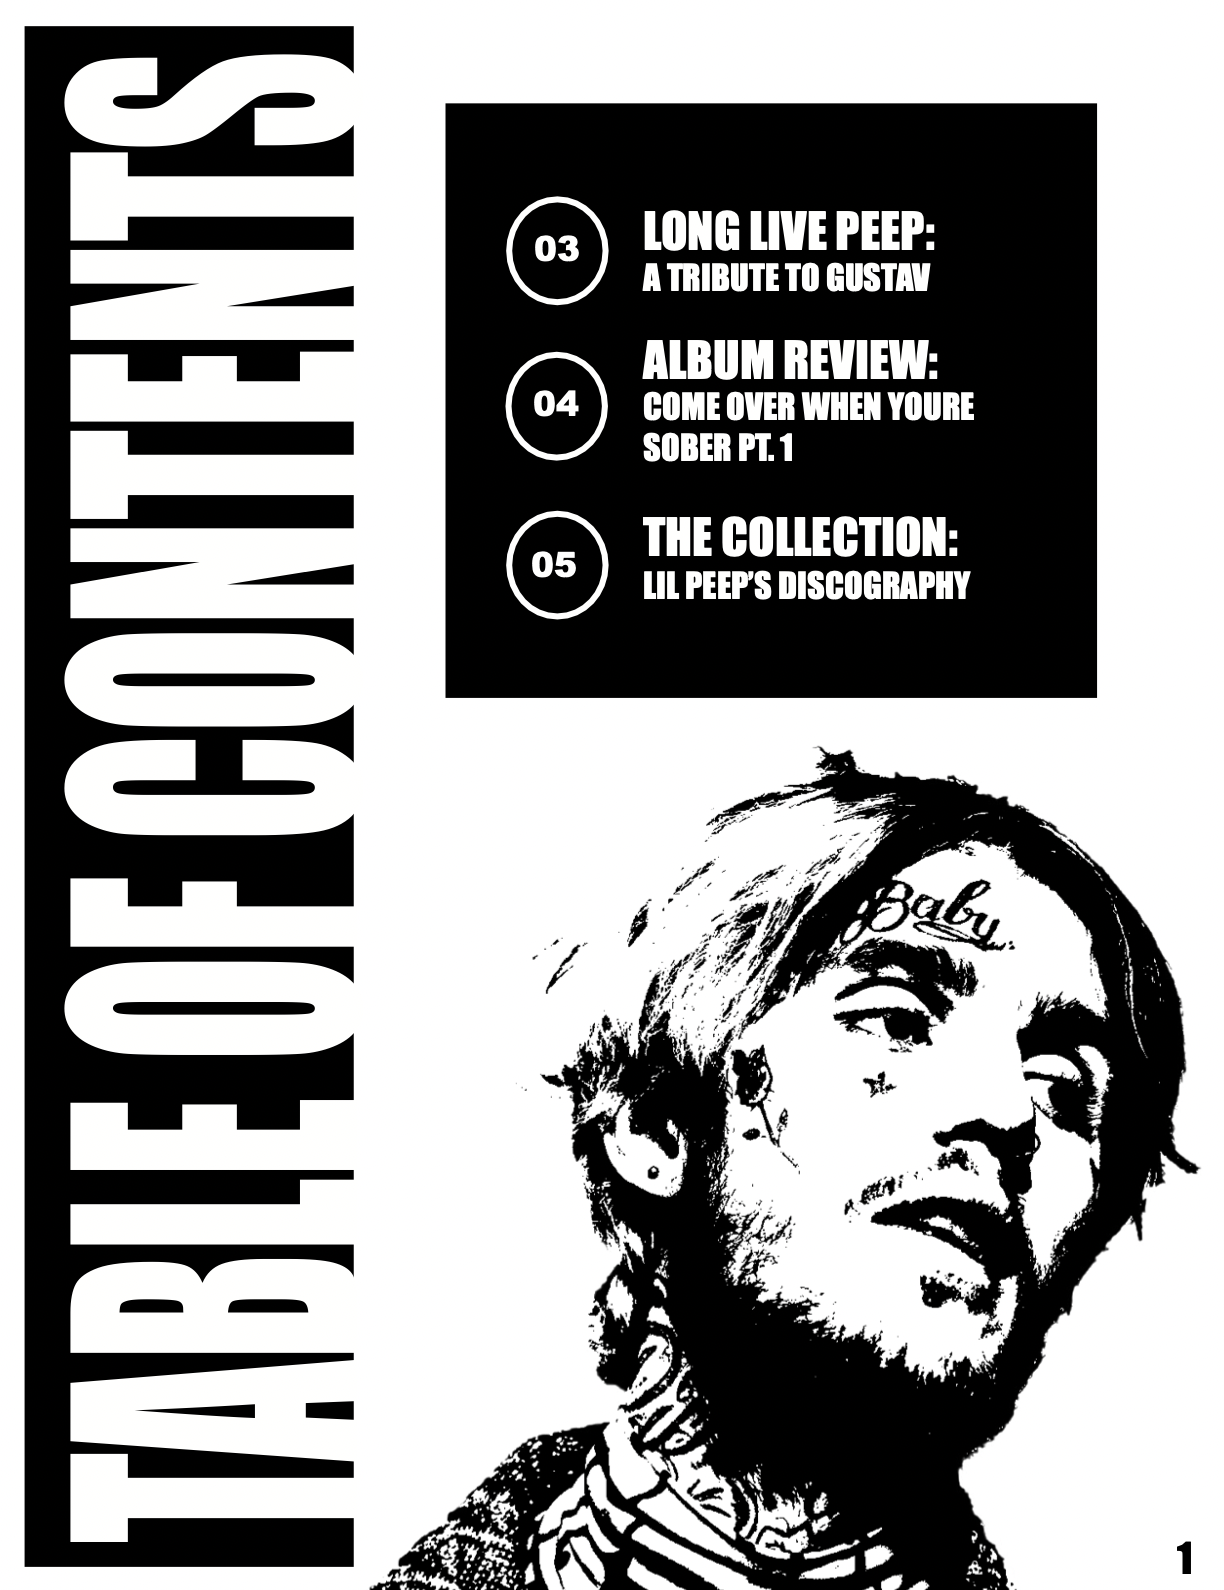 TABLE OF CONTENTS
03
LONG LIVE PEEP:
A TRIBUTE TO GUSTAV
04
ALBUM REVIEW:
COME OVER WHEN YOURE
SOBER PT. 1
05
THE COLLECTION:
LIL PEEP’S DISCOGRAPHY
Baby
1